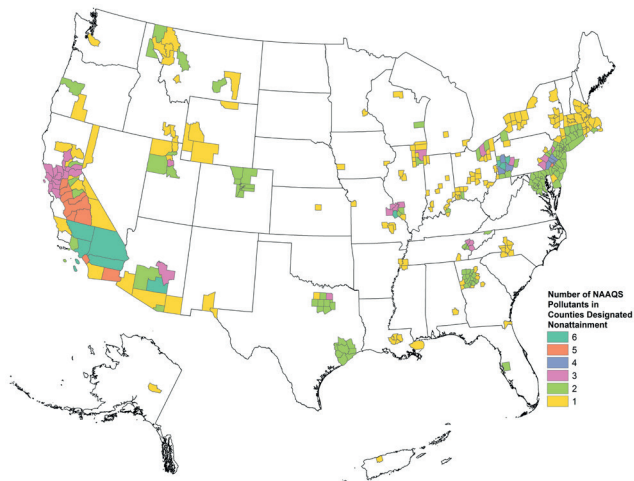 Number of NAAQS
Pollutants in
Counties Designated
Nonattainment
6
5
4
3
2
1